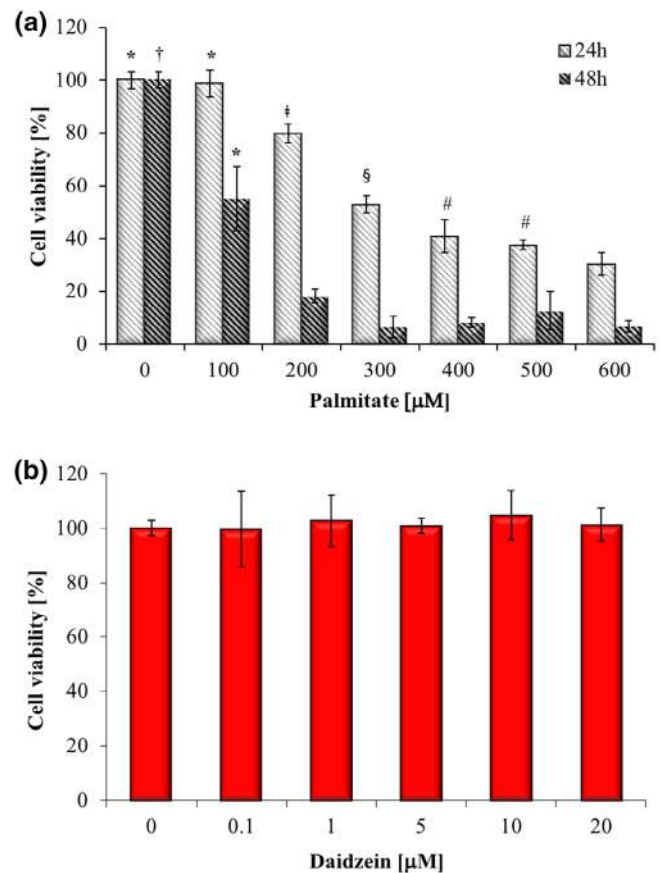 (a)
120
100
80
60
40
20
0
Cell viability [%]
* † * * ‡ § # #
24h
48h
0 100 200 300 400 500 600
Palmitate [µM]
(b)
120
100
80
60
40
20
0
Cell viability [%]
0 0.1 1 5 10 20
Daidzein [µM]